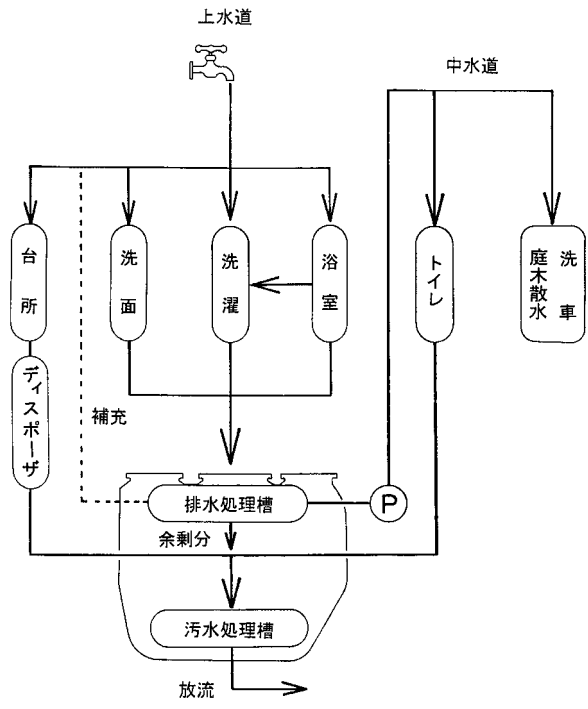 上水道
中水道
台所
洗面
洗濯
浴室
トイレ
洗車
庭木散水
ディスポーザ
補充
排水処理槽
P
余剰分
汚水処理槽
放流